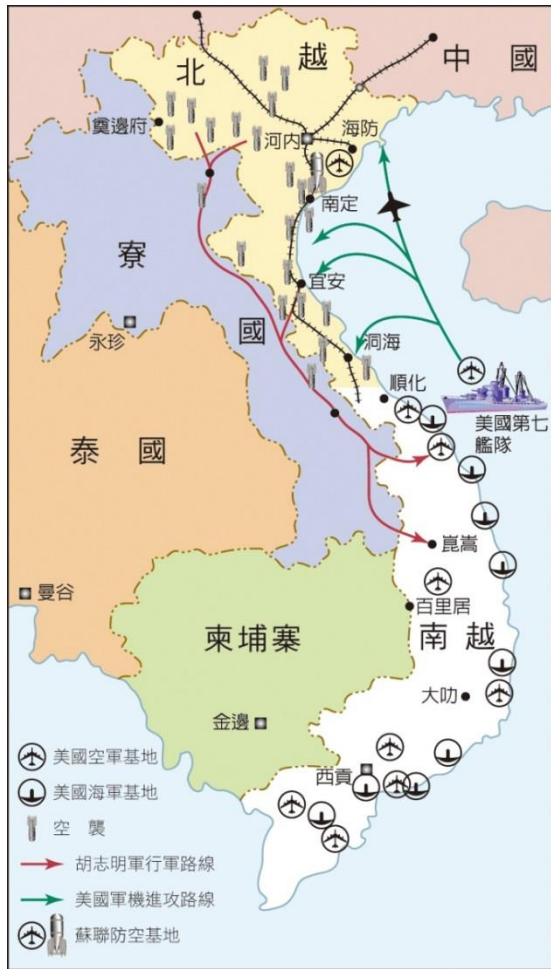 北越
中國
奠邊府
河內
海防
南定
寮國
宜安
永珍
洞海
順化
美國第七
艦隊
泰國
崑嵩
曼谷
百里居
柬埔寨
南越
大叻
金邊
西貢
美國空軍基地
美國海軍基地
空襲
胡志明軍行軍路線
美國軍機進攻路線
蘇聯防空基地